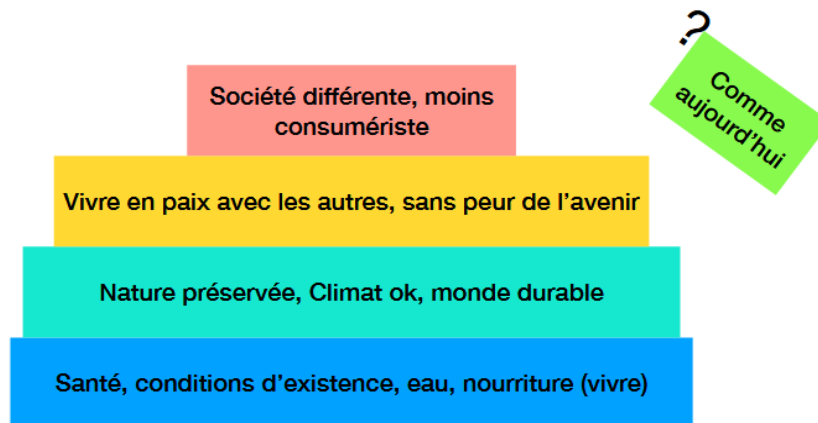 ?
Comme
aujourd'hui
Société différente, moins
consumériste
Vivre en paix avec les autres, sans peur de l'avenir
Nature préservée, Climat ok, monde durable
Santé, conditions d'existence, eau, nourriture (vivre)